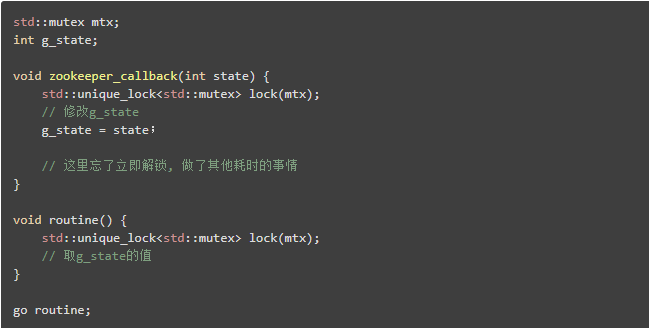 std::mutex mtx;
int g_state;
void zookeeper_callback(int state) {
std::unique_lock<std::mutex> lock(mtx);
// 修改g_state
g_state = state;
// 这里忘了立即解锁, 做了其他耗时的事情
}
void routine() {
std::unique_lock<std::mutex> lock(mtx);
// 取g_state的值
}
go routine;